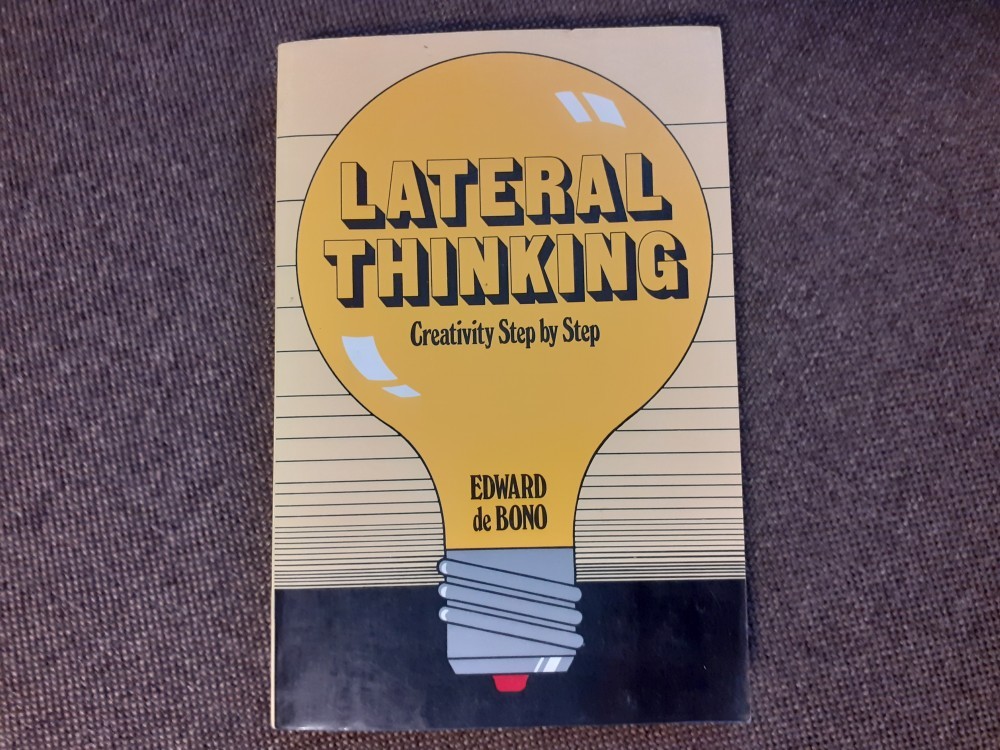 LATERAL
THINKING
Creativity Step by Step
EDWARD
de BONO